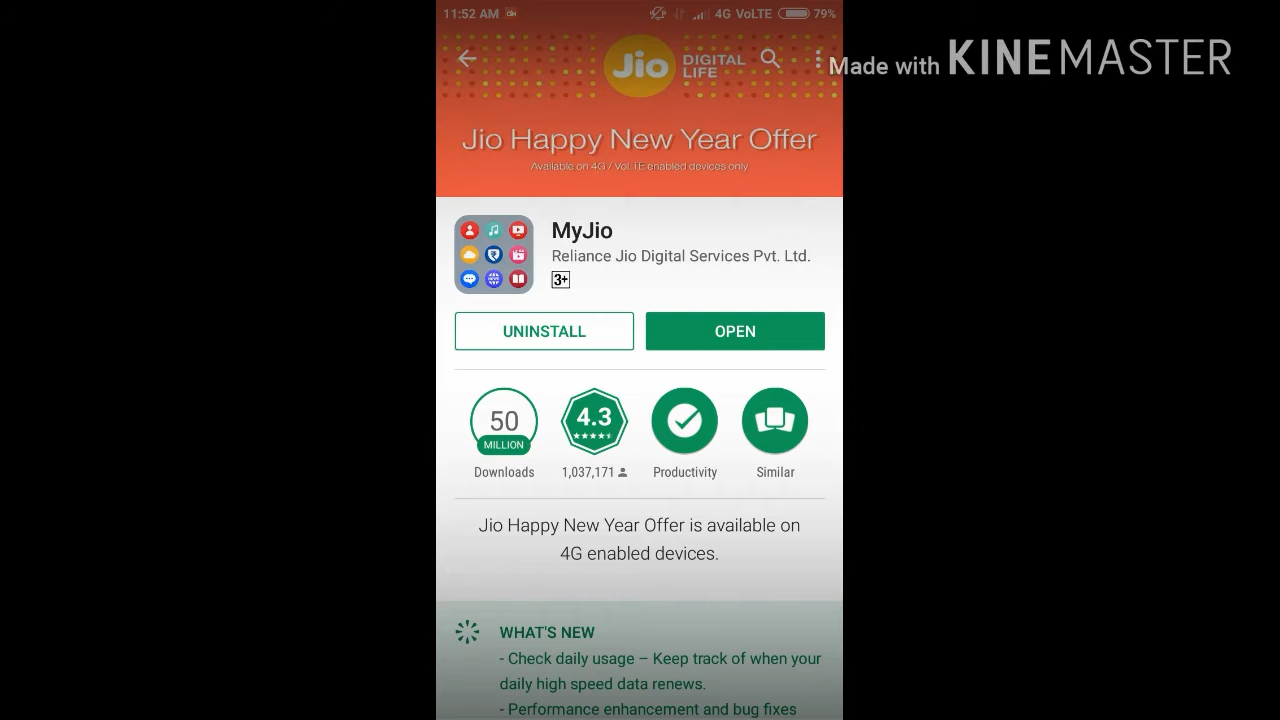 11:52 AM 4G VoLTE 79%
Jio DIGITAL LIFE
Made with KINEMASTER
Jio Happy New Year Offer
Available on 4G / VoLTE enabled devices only
MyJio
Reliance Jio Digital Services Pvt. Ltd.
3+
UNINSTALL OPEN
50 MILLION 4.3
Downloads 1,037,171 Productivity Similar
Jio Happy New Year Offer is available on
4G enabled devices.
WHAT'S NEW
- Check daily usage – Keep track of when your
daily high speed data renews.
- Performance enhancement and bug fixes